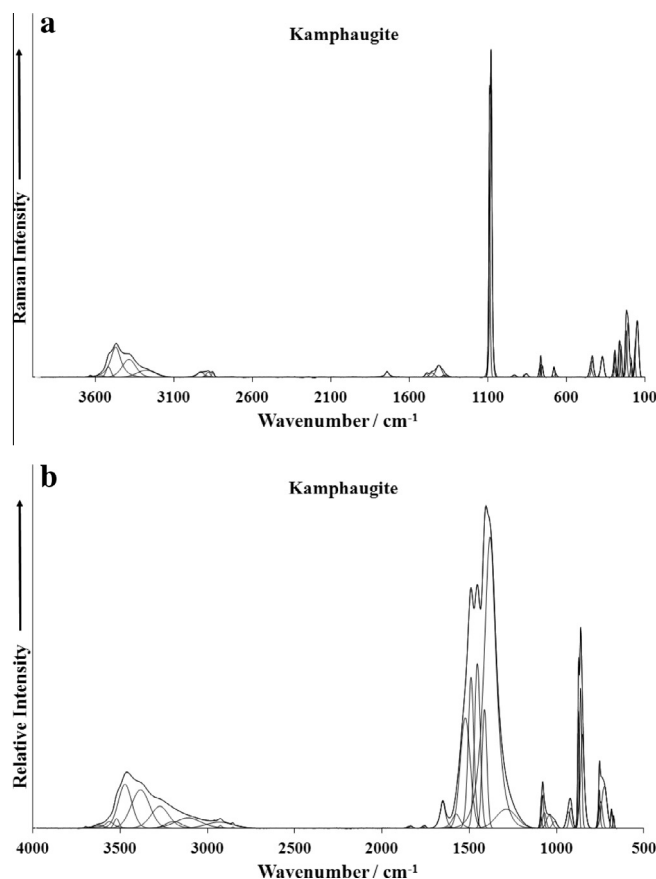 a
Kamphaugite
Raman Intensity
3600 3100 2600 2100 1600 1100 600 100
Wavenumber / cm⁻¹
b
Kamphaugite
Relative Intensity
4000 3500 3000 2500 2000 1500 1000 500
Wavenumber / cm⁻¹